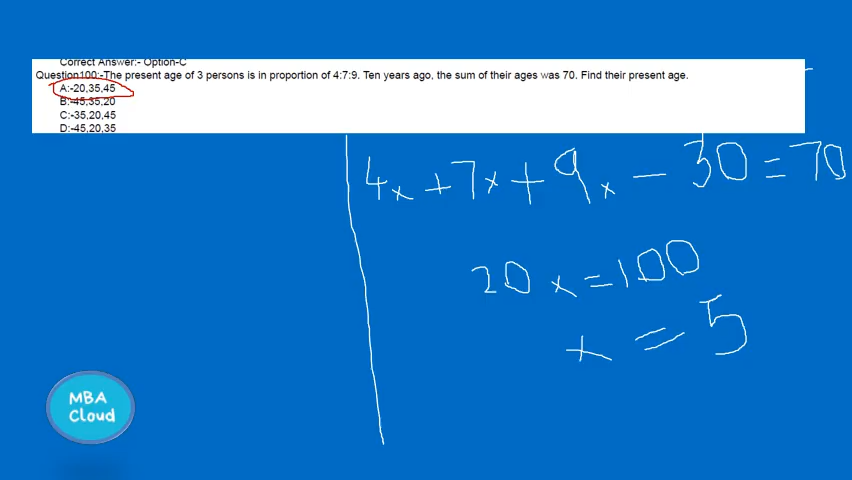 Correct Answer:- Option-C
Question100:-The present age of 3 persons is in proportion of 4:7:9. Ten years ago, the sum of their ages was 70. Find their present age.
A:-20,35,45
B:-45,35,20
C:-35,20,45
D:-45,20,35
4x+7x+9x-30=70
20x=100
x=5
MBA
Cloud